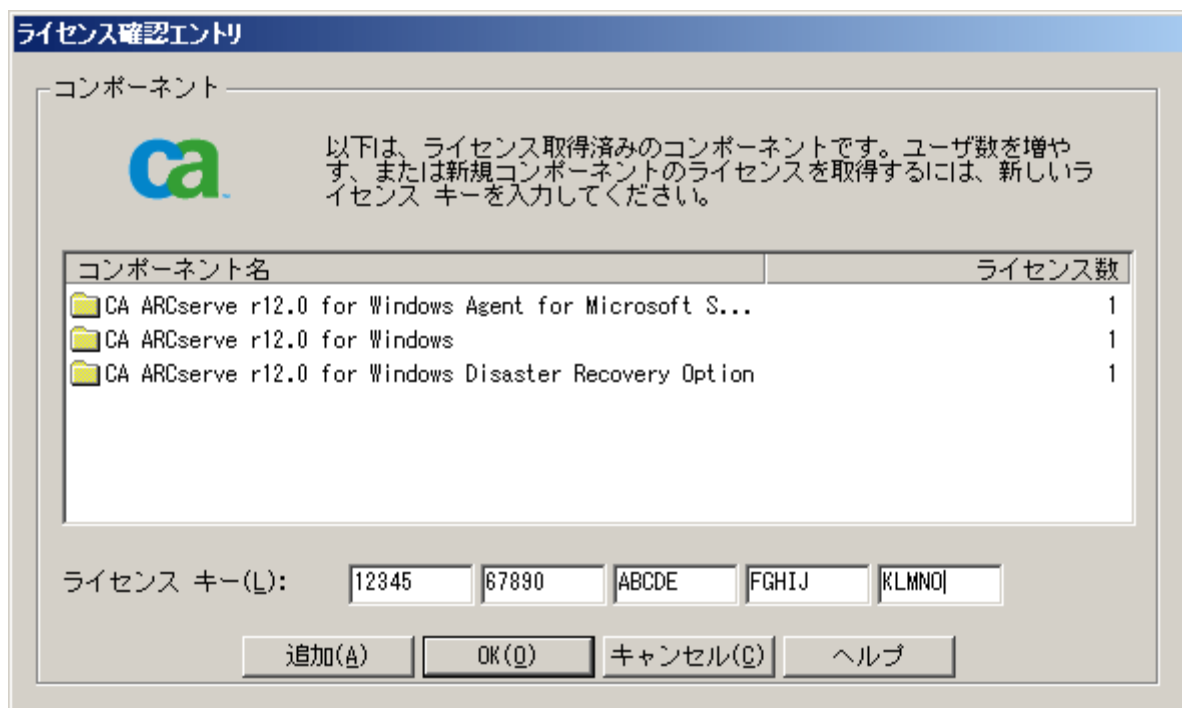 ライセンス確認エントリ
コンポーネント
ca
以下は、ライセンス取得済みのコンポーネントです。ユーザ数を増や
す、または新規コンポーネントのライセンスを取得するには、新しいラ
イセンス キーを入力してください。
コンポーネント名 ライセンス数
CA ARCserve r12.0 for Windows Agent for Microsoft S... 1
CA ARCserve r12.0 for Windows 1
CA ARCserve r12.0 for Windows Disaster Recovery Option 1
ライセンス キー(L): 12345 67890 ABCDE FGHIJ KLMNO
追加(A) OK(O) キャンセル(C) ヘルプ